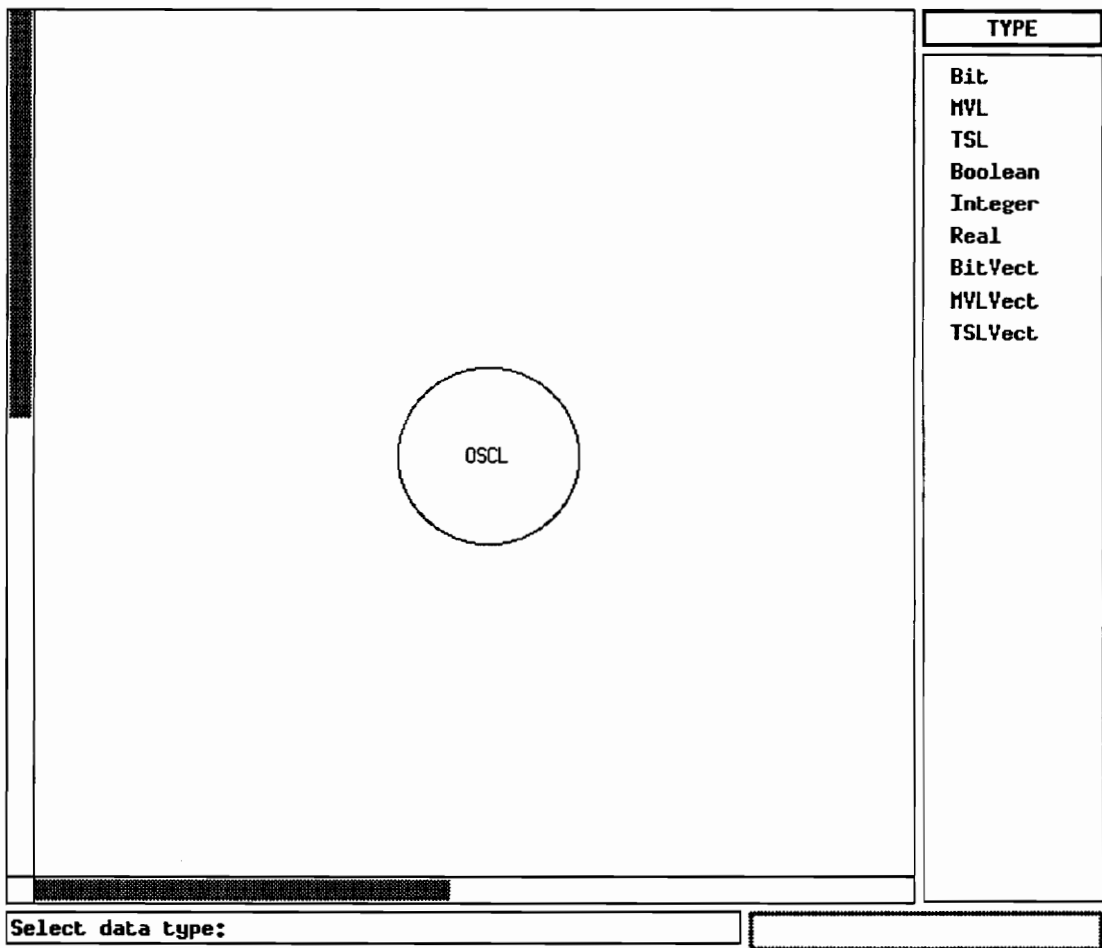 TYPE
Bit
MVL
TSL
Boolean
Integer
Real
BitVect
MVLVect
TSLVect
OSCL
Select data type: